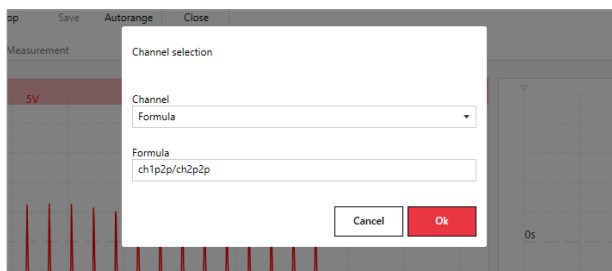 op Save Autorange Close
Measurement
Channel selection
5V
Channel
Formula
Formula
ch1p2p/ch2p2p
Cancel Ok
0s